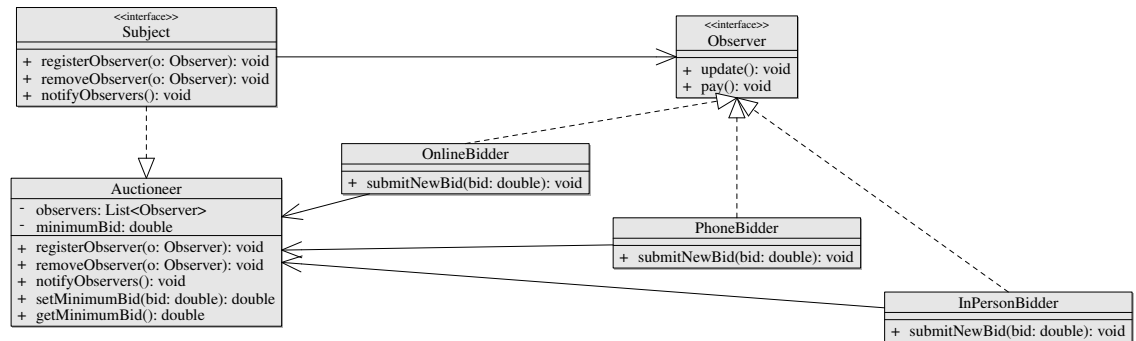 <<interface>>
Subject
+ registerObserver(o: Observer): void
+ removeObserver(o: Observer): void
+ notifyObservers(): void
<<interface>>
Observer
+ update(): void
+ pay(): void
OnlineBidder
+ submitNewBid(bid: double): void
Auctioneer
- observers: List<Observer>
- minimumBid: double
+ registerObserver(o: Observer): void
+ removeObserver(o: Observer): void
+ notifyObservers(): void
+ setMinimumBid(bid: double): double
+ getMinimumBid(): double
PhoneBidder
+ submitNewBid(bid: double): void
InPersonBidder
+ submitNewBid(bid: double): void